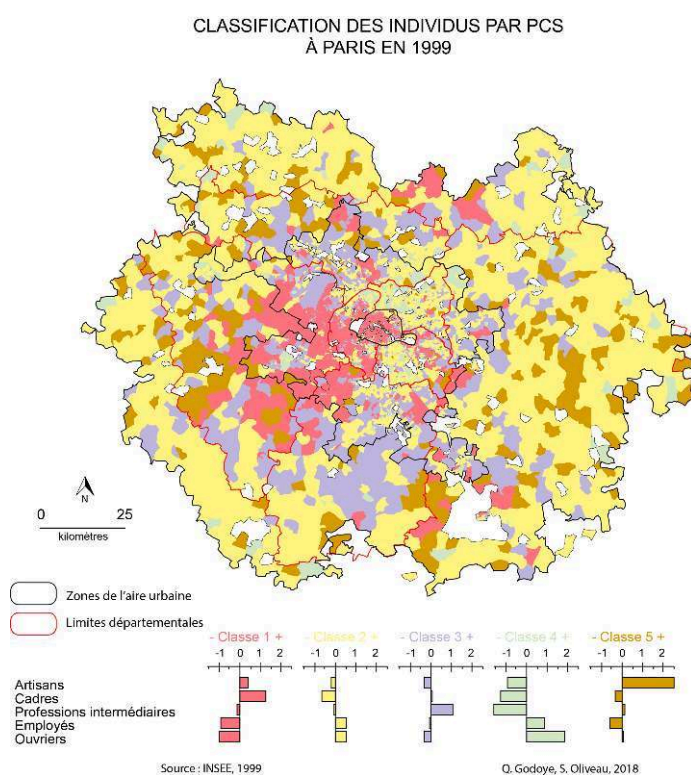 CLASSIFICATION DES INDIVIDUS PAR PCS
À PARIS EN 1999
N
0 25
kilomètres
Zones de l'aire urbaine
Limites départementales
- Classe 1 + - Classe 2 + - Classe 3 + - Classe 4 + - Classe 5 +
-1 0 1 2 -1 0 1 2 -1 0 1 2 -1 0 1 2 -1 0 1 2
Artisans
Cadres
Professions intermédiaires
Employés
Ouvriers
Source : INSEE, 1999 Q. Godoye, S. Oliveau, 2018